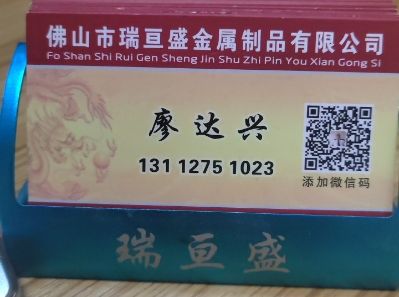 佛山市瑞亘盛金属制品有限公司
Fo Shan Shi Rui Gen Sheng Jin Shu Zhi Pin You Xian Gong Si
廖达兴
131 1275 1023
添加微信码
瑞亘盛